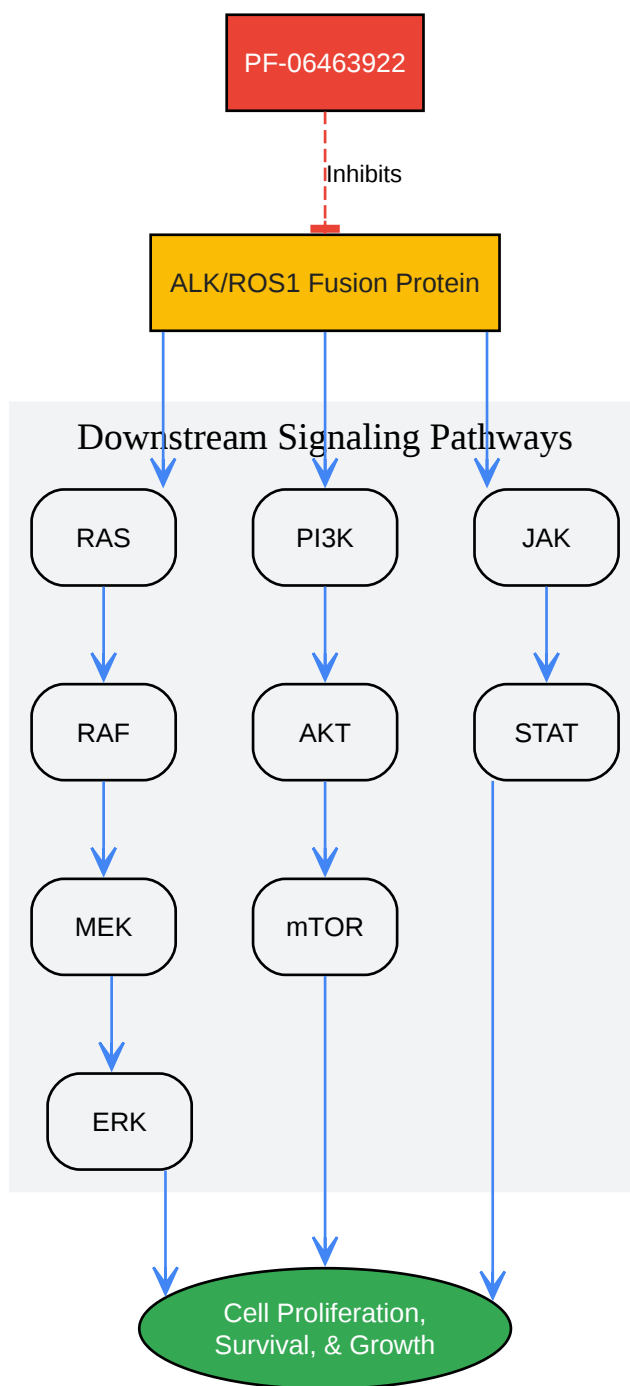 PF-06463922
Inhibits
ALK/ROS1 Fusion Protein
Downstream Signaling Pathways
RAS
PI3K
JAK
RAF
AKT
STAT
MEK
mTOR
ERK
Cell Proliferation,
Survival, & Growth